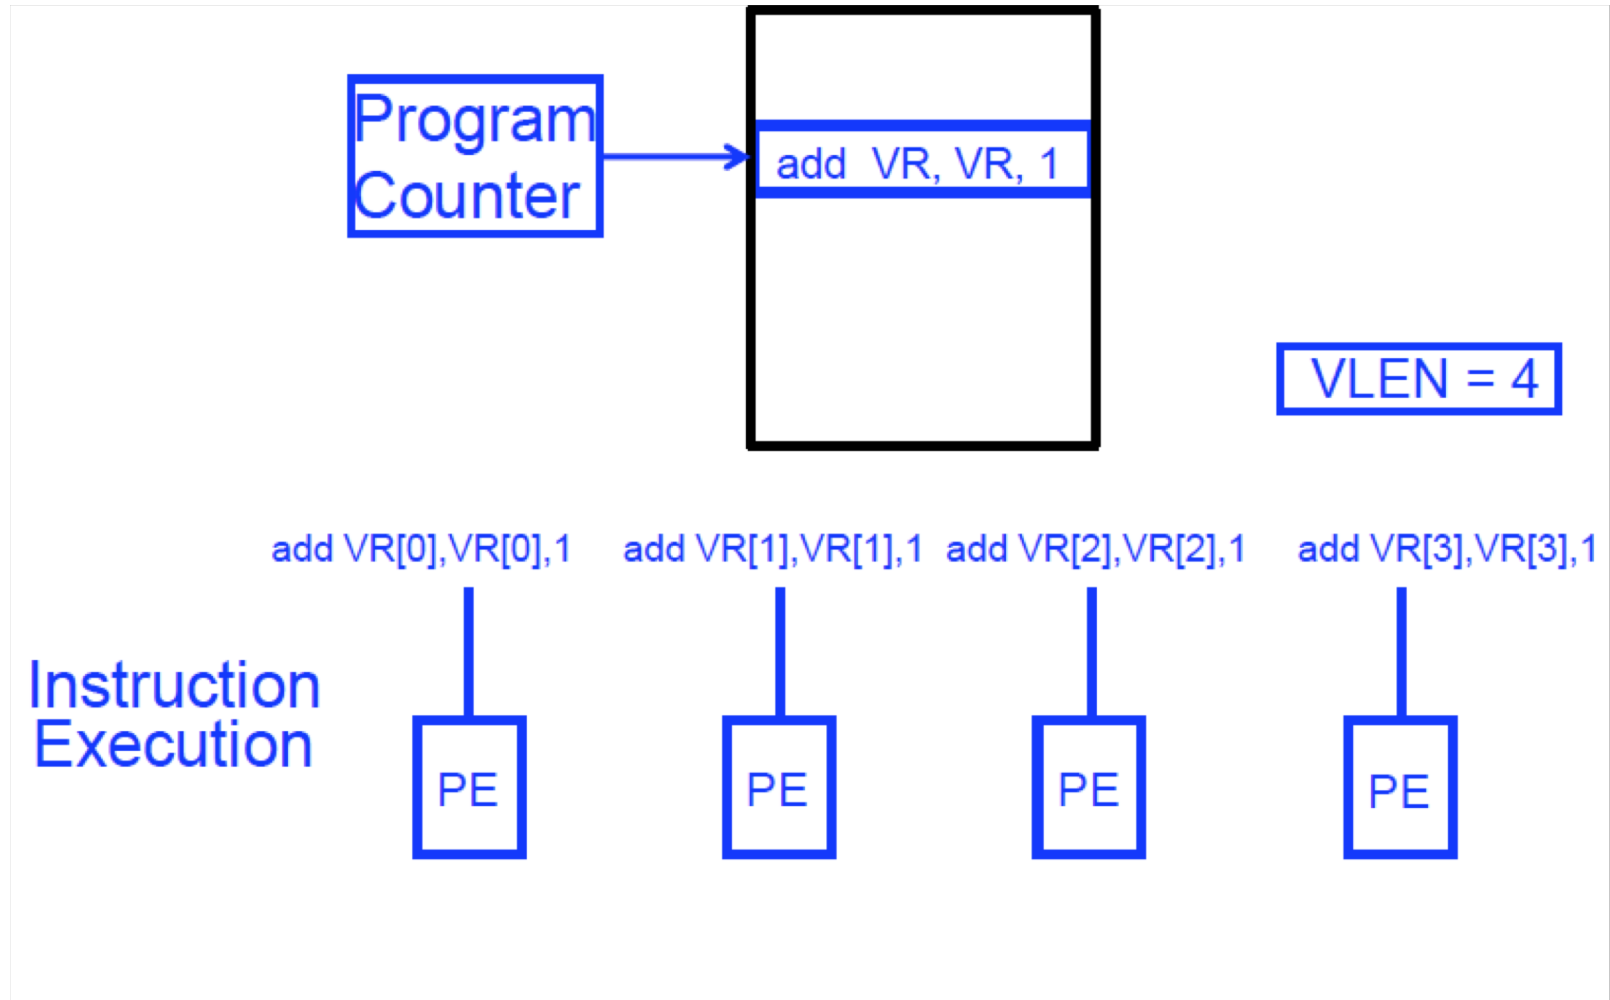 Program
Counter
add VR, VR, 1
VLEN = 4
add VR[0],VR[0],1
add VR[1],VR[1],1
add VR[2],VR[2],1
add VR[3],VR[3],1
Instruction
Execution
PE
PE
PE
PE